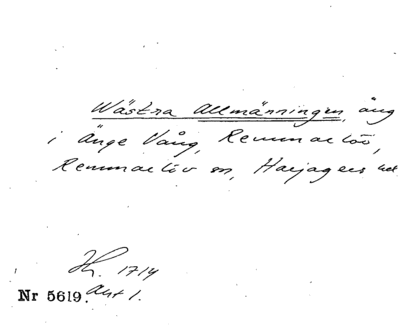 Wästra Allmänningen, äng
i Änge Vång, Remmarlöv,
Remmarlöv sn, Harjagers hd.
1714
Akt 1.
Nr 5619.